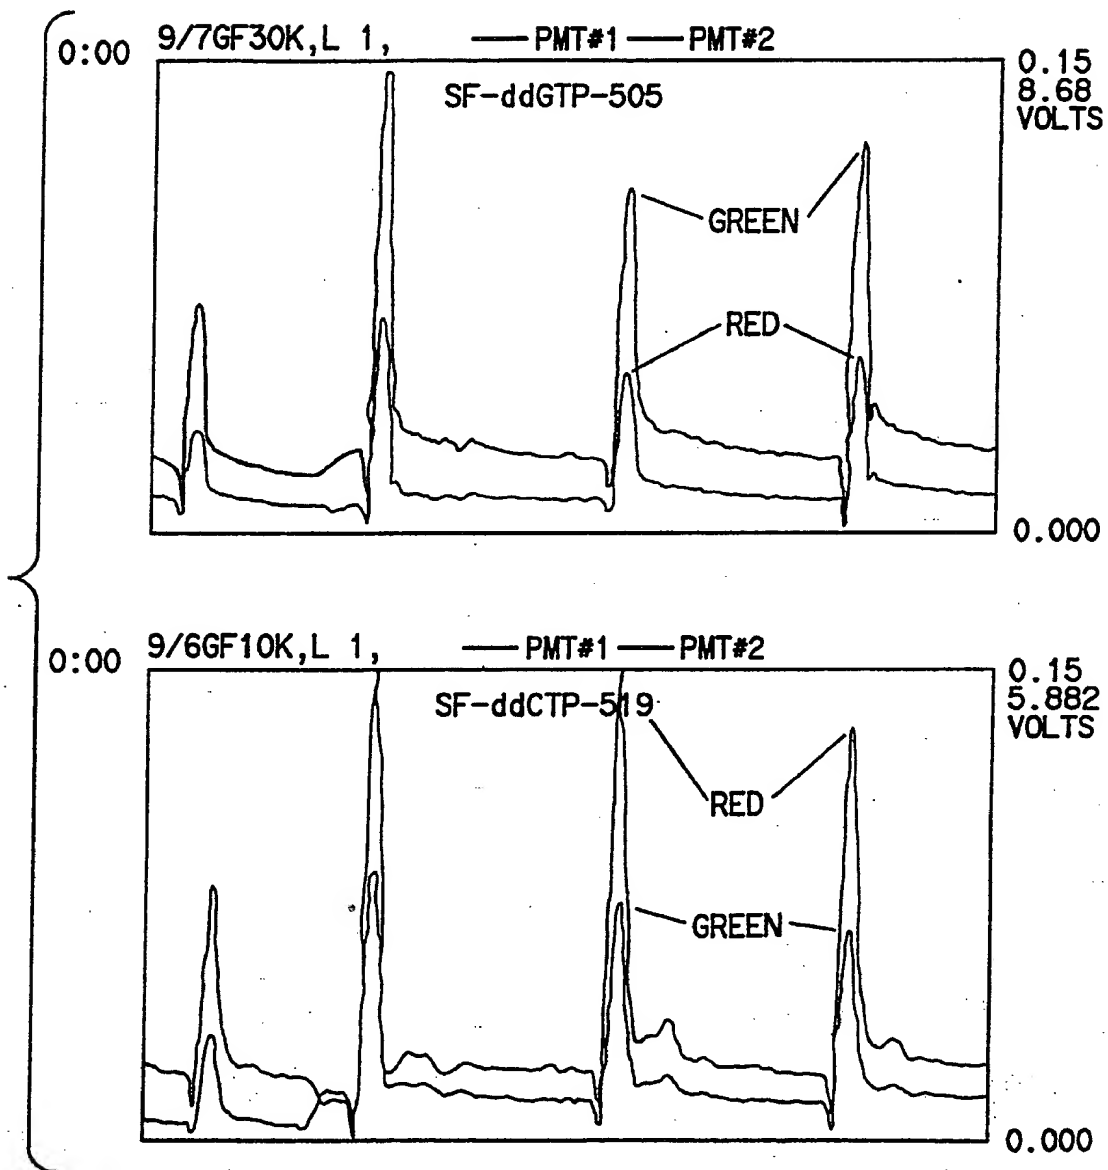 0:00 9/7GF30K,L 1, PMT#1 PMT#2
0.15
8.68
VOLTS
SF-ddGTP-505
GREEN
RED
0.000
0:00 9/6GF10K,L 1, PMT#1 PMT#2
0.15
5.882
VOLTS
SF-ddCTP-519
RED
GREEN
0.000